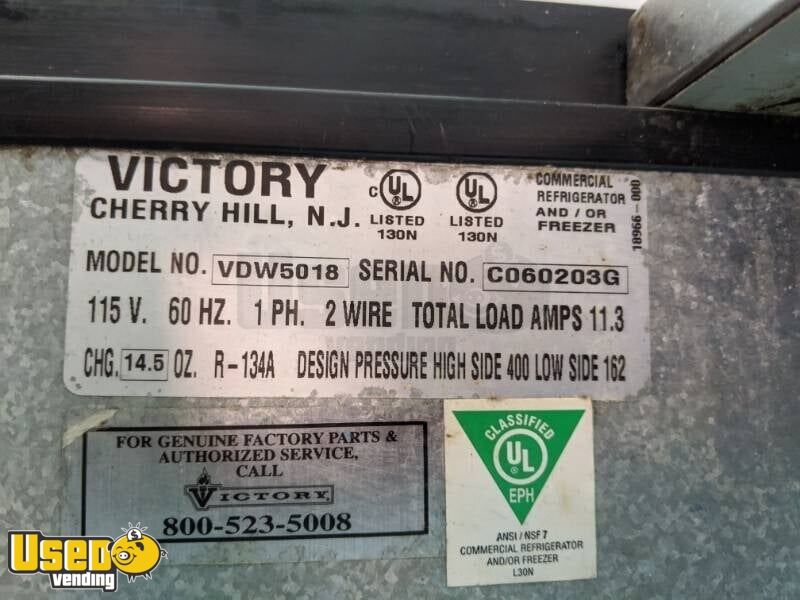 VICTORY
CHERRY HILL, N.J.
C UL
LISTED
130N
UL
LISTED
130N
COMMERCIAL
REFRIGERATOR
AND / OR
FREEZER
18966-000
MODEL NO. VDW5018 SERIAL NO. C060203G
115 V. 60 HZ. 1 PH. 2 WIRE TOTAL LOAD AMPS 11.3
CHG. 14.5 OZ. R-134A DESIGN PRESSURE HIGH SIDE 400 LOW SIDE 162
FOR GENUINE FACTORY PARTS &
AUTHORIZED SERVICE,
CALL
VICTORY
800-523-5008
CLASSIFIED
UL
EPH
ANSI / NSF 7
COMMERCIAL REFRIGERATOR
AND/OR FREEZER
L30N
Used
vending